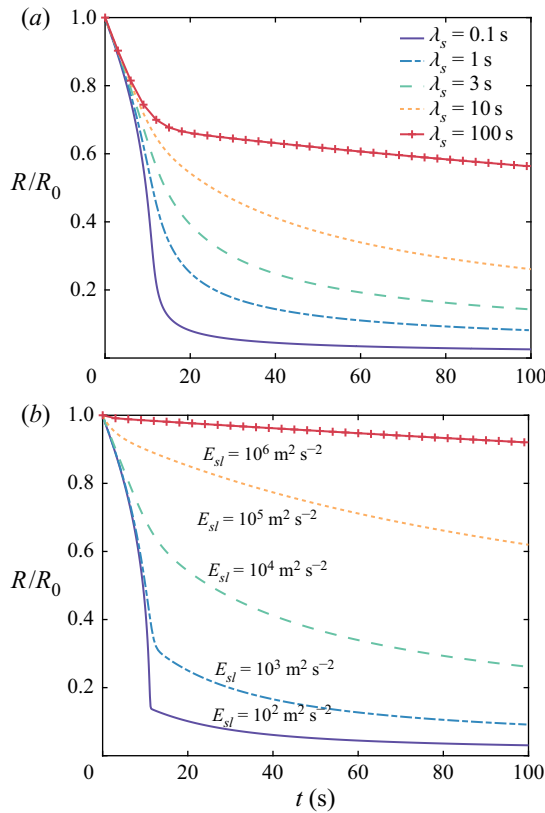 (a)
1.0
0.8
0.6
0.4
0.2
R/R₀
λₛ = 0.1 s
λₛ = 1 s
λₛ = 3 s
λₛ = 10 s
λₛ = 100 s
0 20 40 60 80 100
(b)
1.0
0.8
0.6
0.4
0.2
R/R₀
Eₛₗ = 10⁶ m² s⁻²
Eₛₗ = 10⁵ m² s⁻²
Eₛₗ = 10⁴ m² s⁻²
Eₛₗ = 10³ m² s⁻²
Eₛₗ = 10² m² s⁻²
0 20 40 60 80 100
t (s)